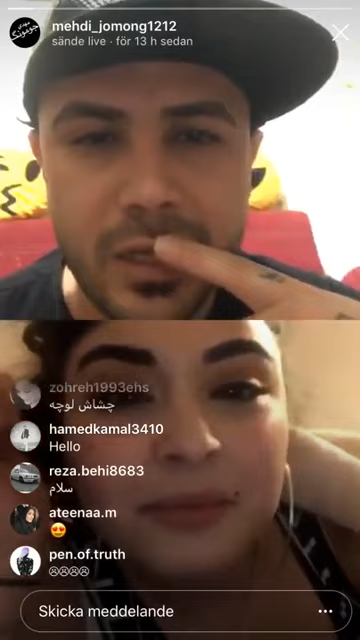 mehdi_jomong1212
sände live · för 13 h sedan
zohreh1993ehs
چشاش لوچه
hamedkamal3410
Hello
reza.behi8683
سلام
ateenaa.m
😍
pen.of.truth
☹☹☹☹
Skicka meddelande